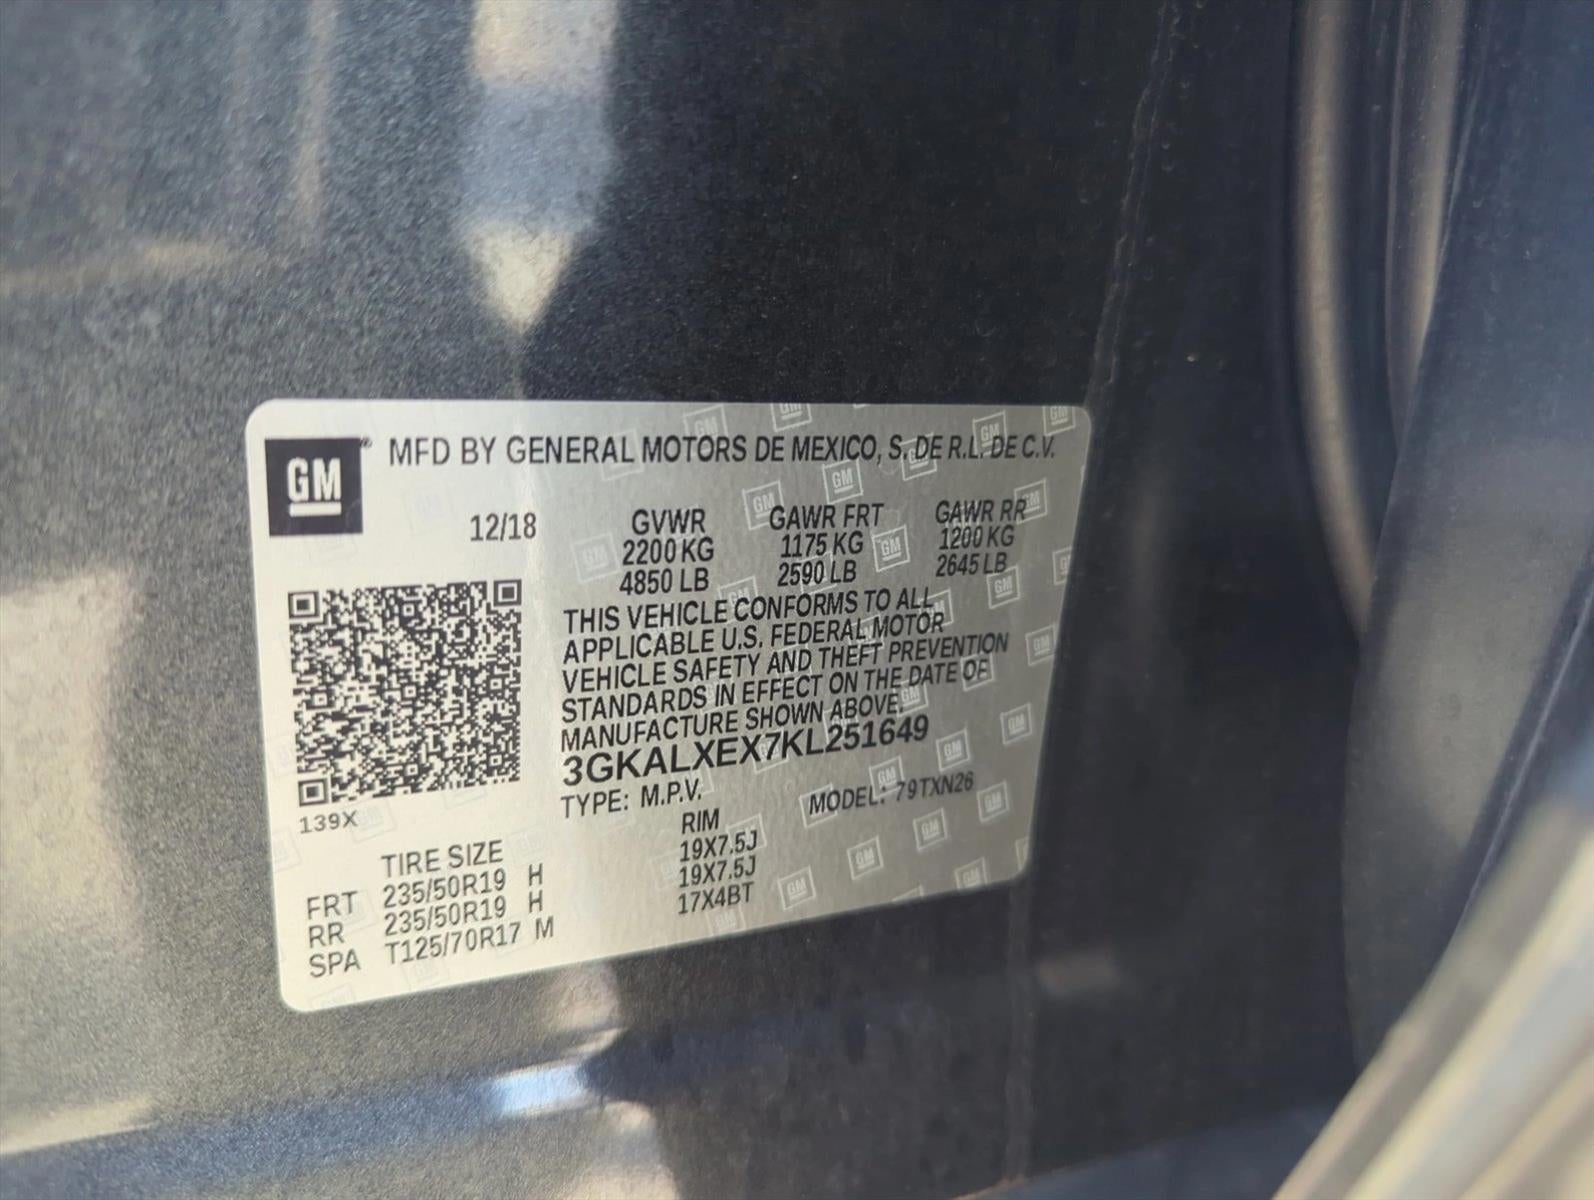 GM ® MFD BY GENERAL MOTORS DE MEXICO, S. DE R.L. DE C.V.
12/18 GVWR GAWR FRT GAWR RR
2200 KG 1175 KG 1200 KG
4850 LB 2590 LB 2645 LB
THIS VEHICLE CONFORMS TO ALL
APPLICABLE U.S. FEDERAL MOTOR
VEHICLE SAFETY AND THEFT PREVENTION
STANDARDS IN EFFECT ON THE DATE OF
MANUFACTURE SHOWN ABOVE.
3GKALXEX7KL251649
TYPE: M.P.V. MODEL: 79TXN26
139X
TIRE SIZE RIM
FRT 235/50R19 H 19X7.5J
RR 235/50R19 H 19X7.5J
SPA T125/70R17 M 17X4BT